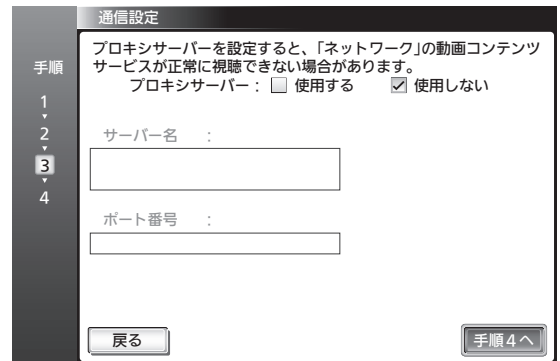 通信設定
手順
1
2
3
4
プロキシサーバーを設定すると、「ネットワーク」の動画コンテンツ
サービスが正常に視聴できない場合があります。
プロキシサーバー： 使用する 使用しない
サーバー名 ：
ポート番号 ：
戻る
手順4へ